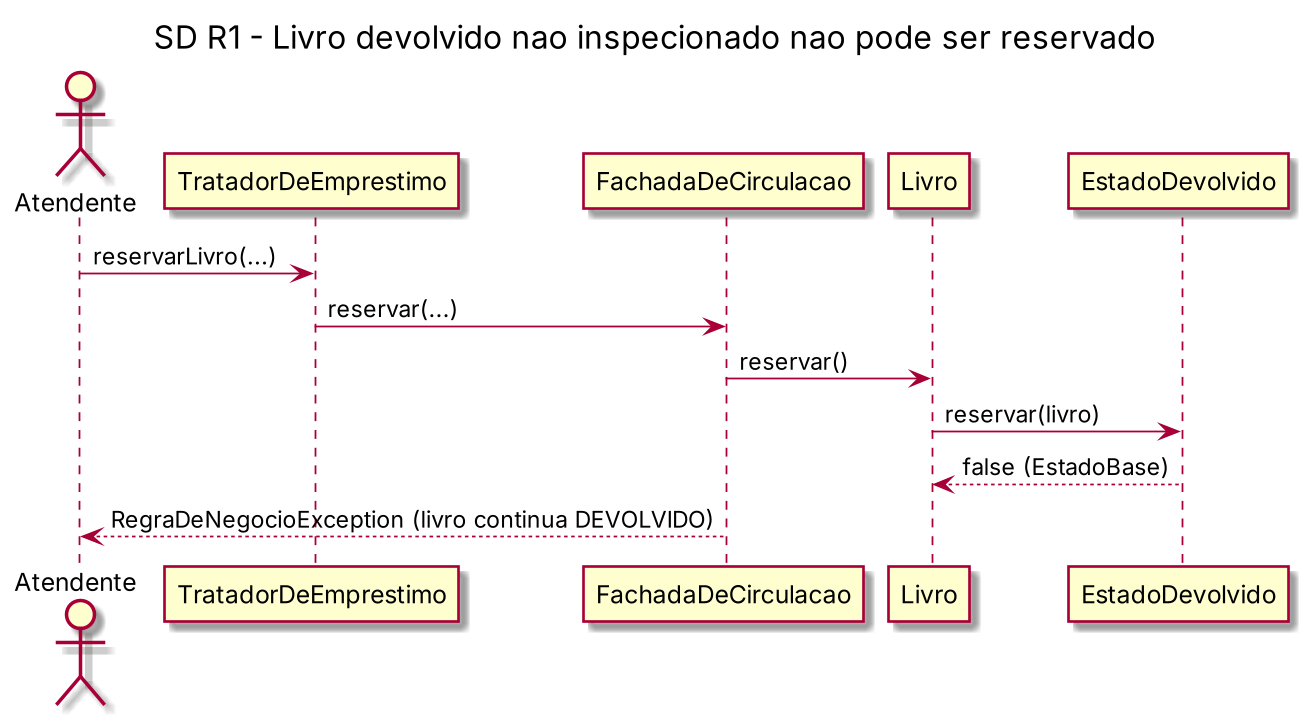 SD R1 - Livro devolvido nao inspecionado nao pode ser reservado
Atendente
TratadorDeEmprestimo
FachadaDeCirculacao
Livro
EstadoDevolvido
reservarLivro(...)
reservar(...)
reservar()
reservar(livro)
false (EstadoBase)
RegraDeNegocioException (livro continua DEVOLVIDO)
Atendente
TratadorDeEmprestimo
FachadaDeCirculacao
Livro
EstadoDevolvido